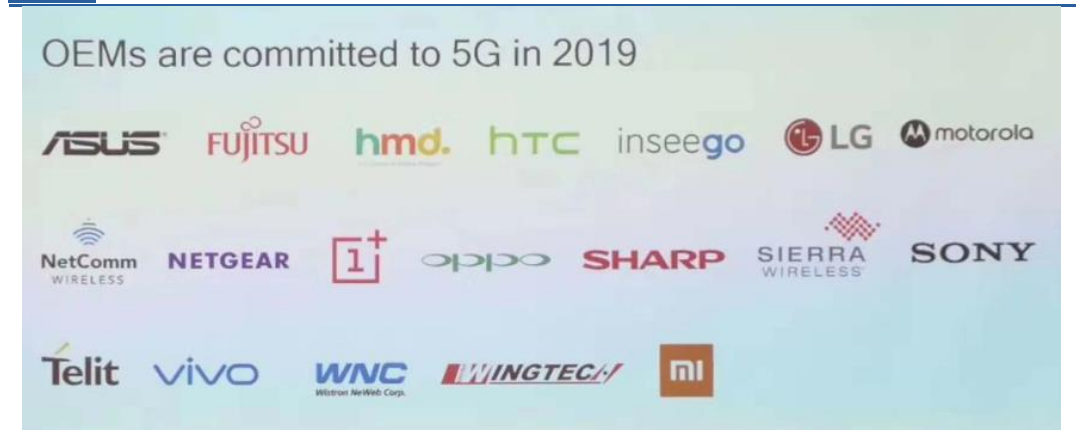 OEMs are committed to 5G in 2019
ASUS FUJITSU hmd. hTC inseego LG motorola
NetComm NETGEAR 1+ oppo SHARP SIERRA SONY
WIRELESS WIRELESS
Telit vivo WNC WINGTECH mi
Wistron NeWeb Corp.